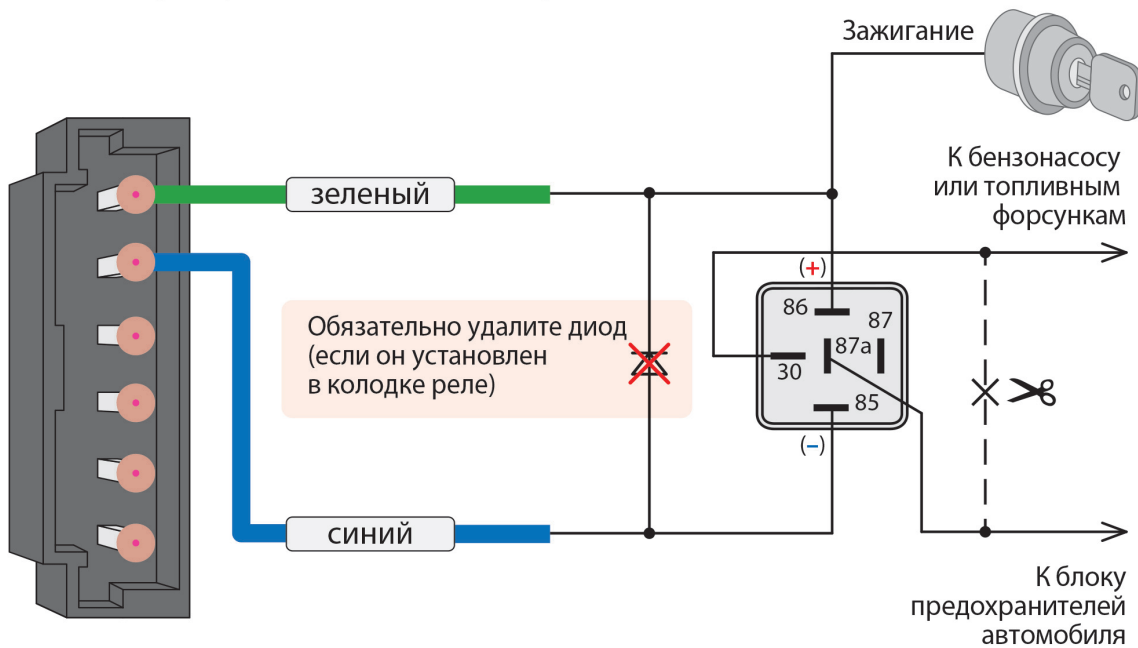 Зажигание
К бензонасосу
или топливным
форсункам
зеленый
(+)
86
87
87a
30
85
(–)
Обязательно удалите диод
(если он установлен
в колодке реле)
синий
К блоку
предохранителей
автомобиля